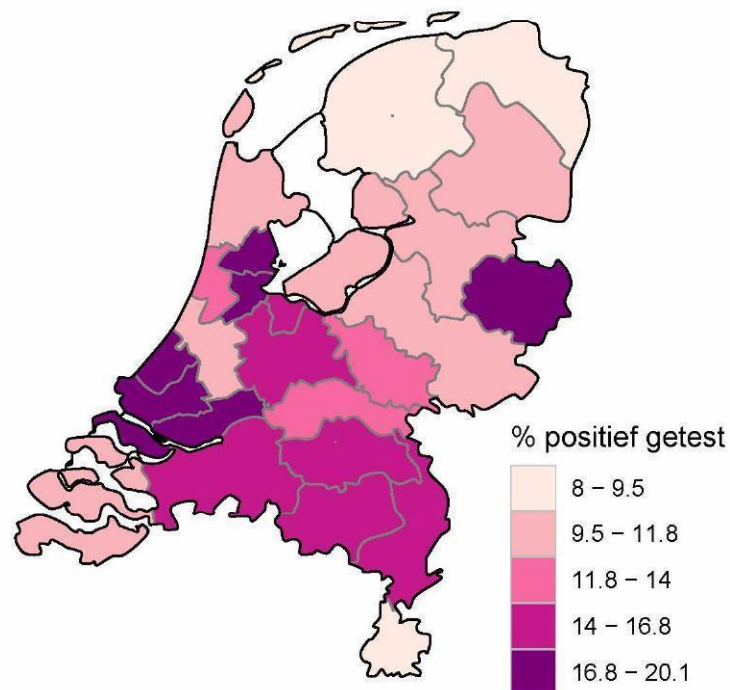 % positief getest
8 – 9.5
9.5 – 11.8
11.8 – 14
14 – 16.8
16.8 – 20.1